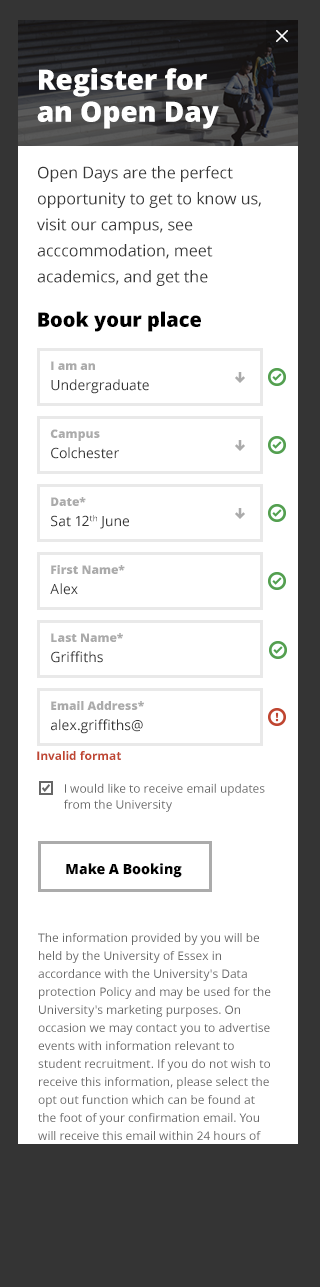 Register for
an Open Day
Open Days are the perfect
opportunity to get to know us,
visit our campus, see
acccommodation, meet
academics, and get the
Book your place
I am an
Undergraduate
Campus
Colchester
Date*
Sat 12th June
First Name*
Alex
Last Name*
Griffiths
Email Address*
alex.griffiths@
Invalid format
I would like to receive email updates
from the University
Make A Booking
The information provided by you will be
held by the University of Essex in
accordance with the University's Data
protection Policy and may be used for the
University's marketing purposes. On
occasion we may contact you to advertise
events with information relevant to
student recruitment. If you do not wish to
receive this information, please select the
opt out function which can be found at
the foot of your confirmation email. You
will receive this email within 24 hours of